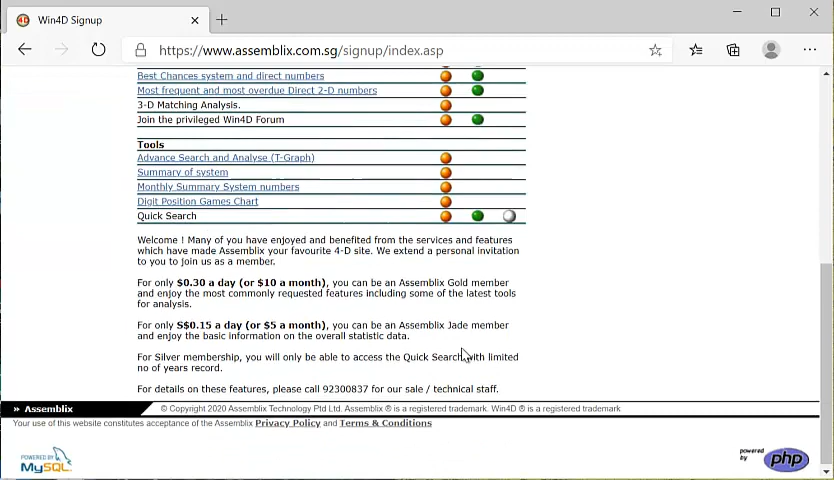 Win4D Signup
https://www.assemblix.com.sg/signup/index.asp
Best Chances system and direct numbers
Most frequent and most overdue Direct 2-D numbers
3-D Matching Analysis.
Join the privileged Win4D Forum
Tools
Advance Search and Analyse (T-Graph)
Summary of system
Monthly Summary System numbers
Digit Position Games Chart
Quick Search
Welcome ! Many of you have enjoyed and benefited from the services and features
which have made Assemblix your favourite 4-D site. We extend a personal invitation
to you to join us as a member.
For only $0.30 a day (or $10 a month), you can be an Assemblix Gold member
and enjoy the most commonly requested features including some of the latest tools
for analysis.
For only S$0.15 a day (or $5 a month), you can be an Assemblix Jade member
and enjoy the basic information on the overall statistic data.
For Silver membership, you will only be able to access the Quick Search with limited
no of years record.
For details on these features, please call 92300837 for our sale / technical staff.
» Assemblix © Copyright 2020 Assemblix Technology Ptd Ltd. Assemblix ® is a registered trademark. Win4D ® is a registered trademark
Your use of this website constitutes acceptance of the Assemblix Privacy Policy and Terms & Conditions
POWERED BY
MySQL
powered
by
php